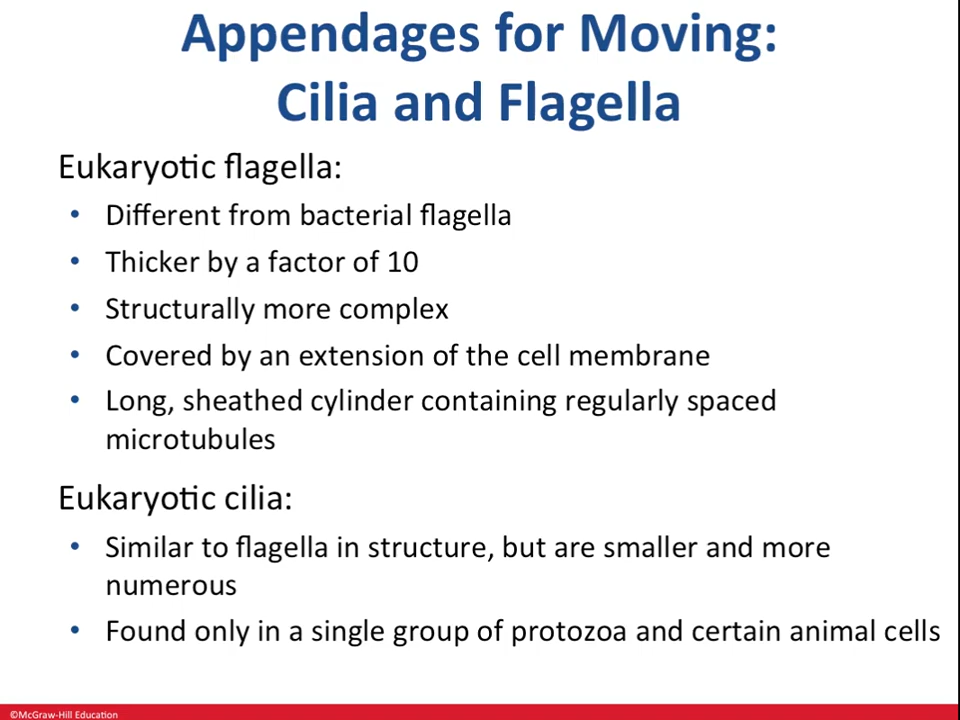 Appendages for Moving:
Cilia and Flagella
Eukaryotic flagella:
• Different from bacterial flagella
• Thicker by a factor of 10
• Structurally more complex
• Covered by an extension of the cell membrane
• Long, sheathed cylinder containing regularly spaced
microtubules
Eukaryotic cilia:
• Similar to flagella in structure, but are smaller and more
numerous
• Found only in a single group of protozoa and certain animal cells
©McGraw-Hill Education